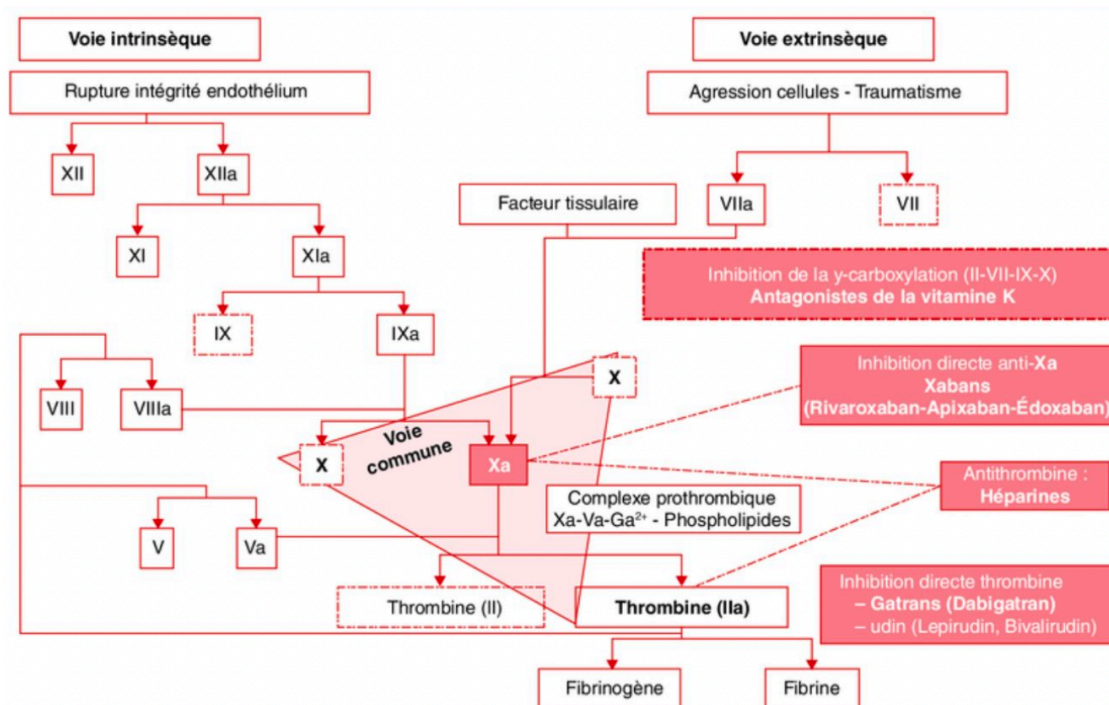 Voie intrinsèque
Voie extrinsèque
Rupture intégrité endothélium
Agression cellules - Traumatisme
XII
XIIa
Facteur tissulaire
VIIa
VII
XI
XIa
Inhibition de la y-carboxylation (II-VII-IX-X)
Antagonistes de la vitamine K
IX
IXa
X
Inhibition directe anti-Xa
Xabans
(Rivaroxaban-Apixaban-Édoxaban)
VIII
VIIIa
Voie
commune
X
Xa
Antithrombine :
Héparines
Complexe prothrombique
Xa-Va-Ga²⁺ - Phospholipides
V
Va
Thrombine (II)
Thrombine (IIa)
Inhibition directe thrombine
– Gatrans (Dabigatran)
– udin (Lepirudin, Bivalirudin)
Fibrinogène
Fibrine